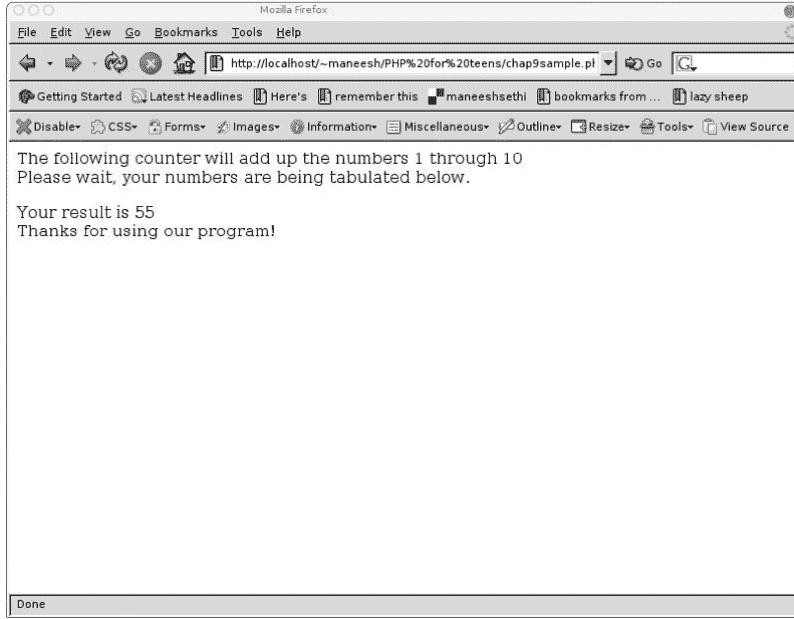 Mozilla Firefox
File Edit View Go Bookmarks Tools Help
http://localhost/~maneesh/PHP%20for%20teens/chap9sample.ph Go G
Getting Started Latest Headlines Here's remember this maneeshsethi bookmarks from ... lazy sheep
Disable CSS Forms Images Information Miscellaneous Outline Resize Tools View Source
The following counter will add up the numbers 1 through 10
Please wait, your numbers are being tabulated below.
Your result is 55
Thanks for using our program!
Done